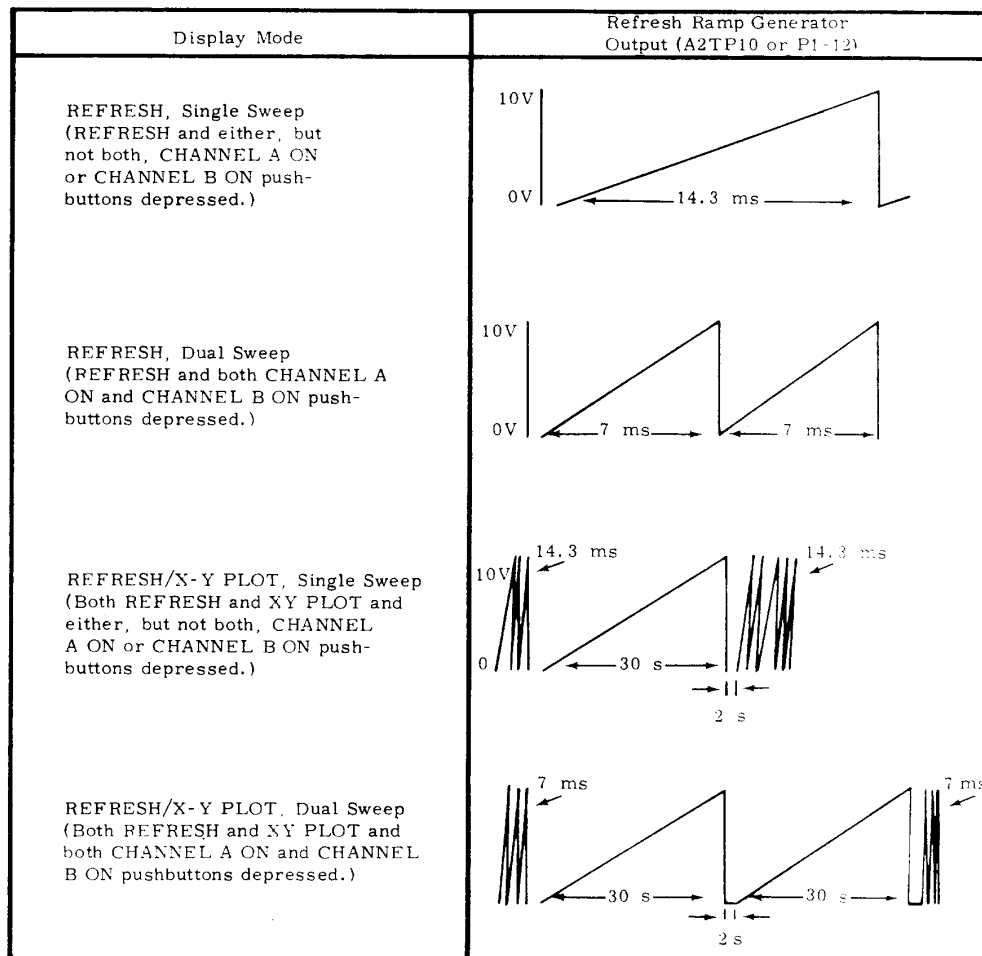 Display Mode
Refresh Ramp Generator
Output (A2TP10 or P1-12)
REFRESH, Single Sweep
(REFRESH and either, but
not both, CHANNEL A ON
or CHANNEL B ON push-
buttons depressed.)
10V
0V
14.3 ms
REFRESH, Dual Sweep
(REFRESH and both CHANNEL A
ON and CHANNEL B ON push-
buttons depressed.)
10V
0V
7 ms
7 ms
REFRESH/X-Y PLOT, Single Sweep
(Both REFRESH and XY PLOT and
either, but not both, CHANNEL
A ON or CHANNEL B ON push-
buttons depressed.)
14.3 ms
14.3 ms
10V
0
30 s
2 s
REFRESH/X-Y PLOT, Dual Sweep
(Both REFRESH and XY PLOT and
both CHANNEL A ON and CHANNEL
B ON pushbuttons depressed.)
7 ms
7 ms
30 s
30 s
2 s